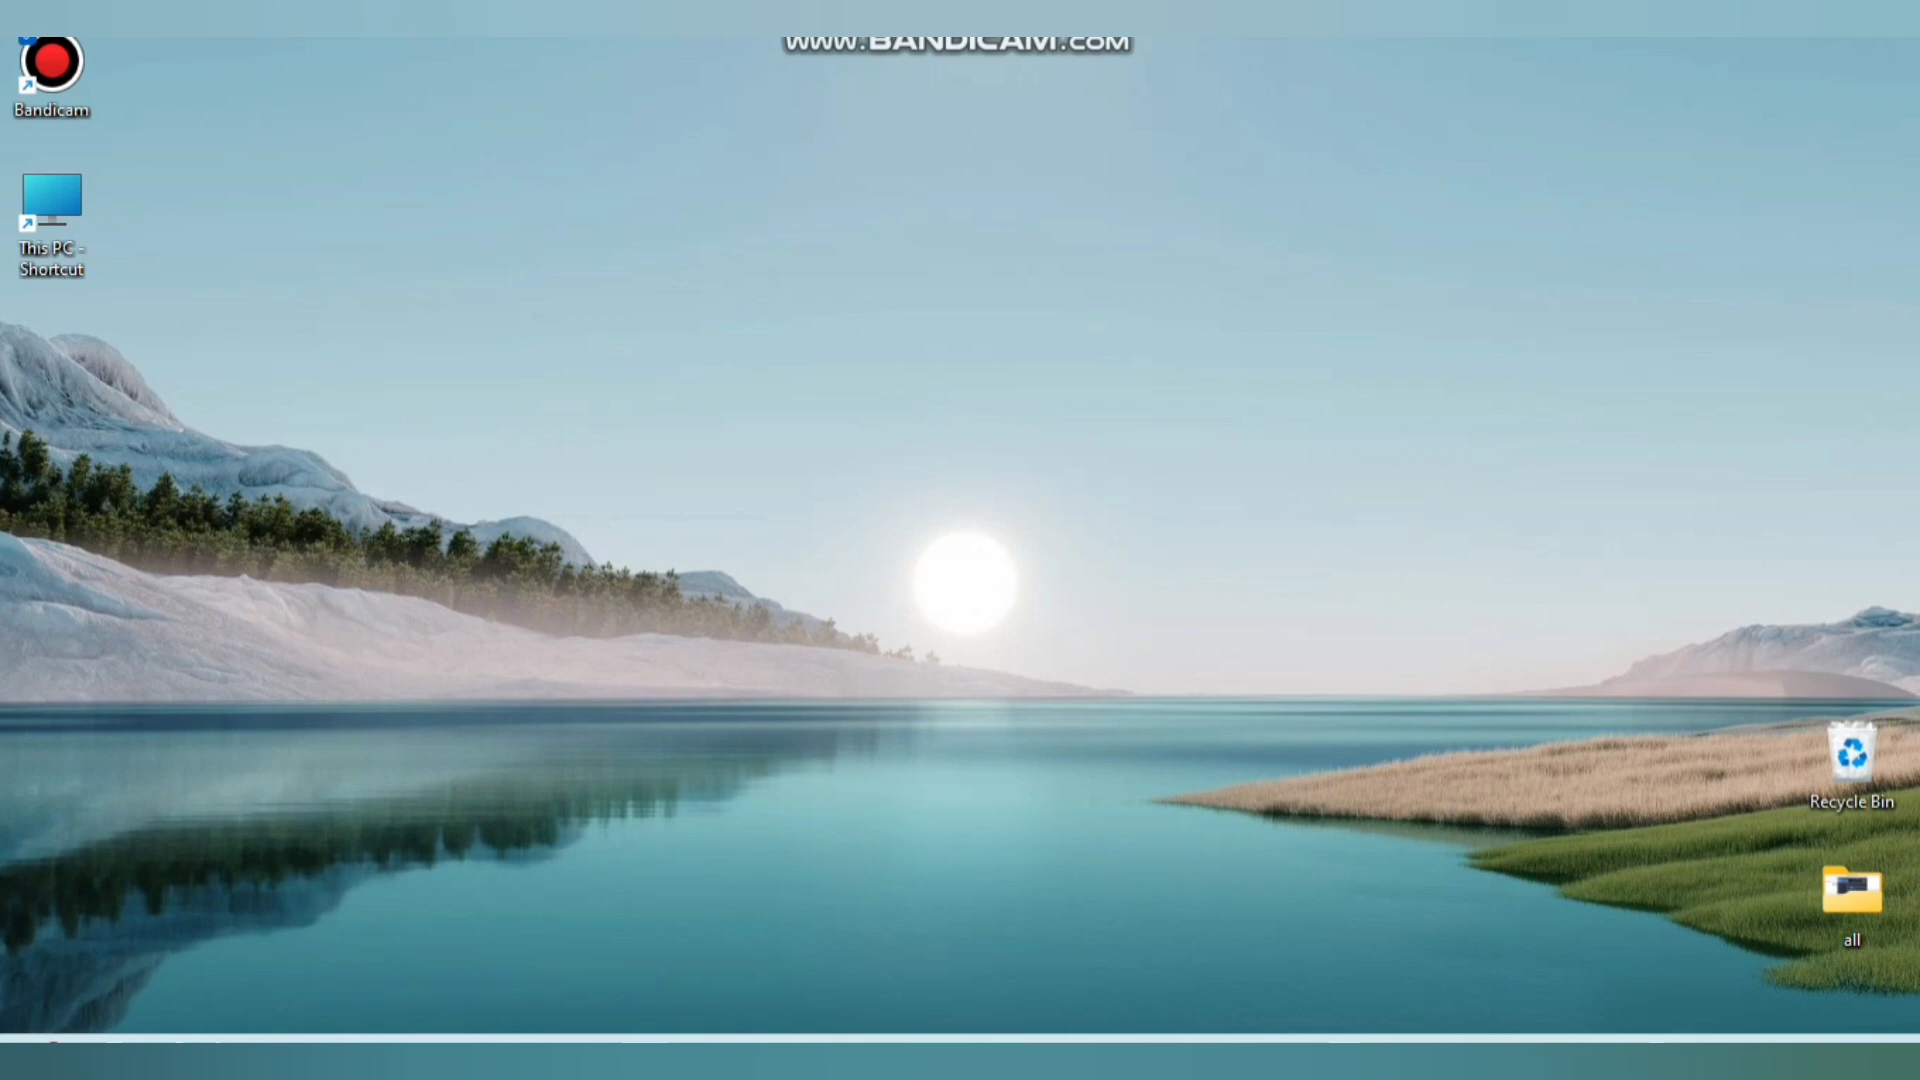 www.BANDICAM.com
Bandicam
This PC -
Shortcut
Recycle Bin
all